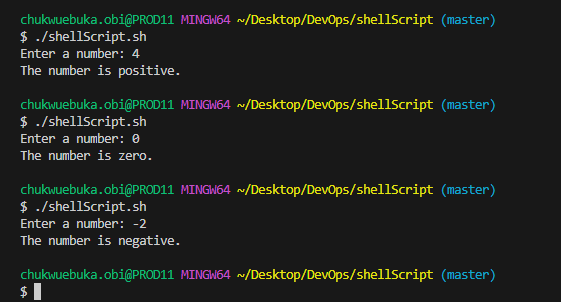 chukwuebuka.obi@PROD11 MINGW64 ~/Desktop/DevOps/shellScript (master)
$ ./shellScript.sh
Enter a number: 4
The number is positive.
chukwuebuka.obi@PROD11 MINGW64 ~/Desktop/DevOps/shellScript (master)
$ ./shellScript.sh
Enter a number: 0
The number is zero.
chukwuebuka.obi@PROD11 MINGW64 ~/Desktop/DevOps/shellScript (master)
$ ./shellScript.sh
Enter a number: -2
The number is negative.
chukwuebuka.obi@PROD11 MINGW64 ~/Desktop/DevOps/shellScript (master)
$